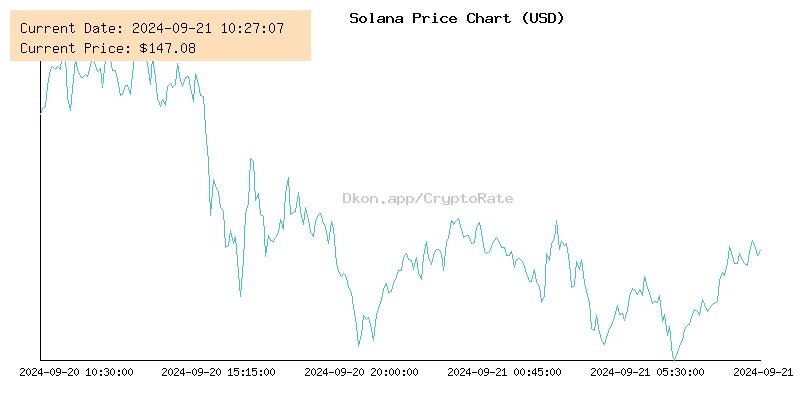 Solana Price Chart (USD)
Current Date: 2024-09-21 10:27:07
Current Price: $147.08
Dkon.app/CryptoRate
2024-09-20 10:30:00
2024-09-20 15:15:00
2024-09-20 20:00:00
2024-09-21 00:45:00
2024-09-21 05:30:00
2024-09-21